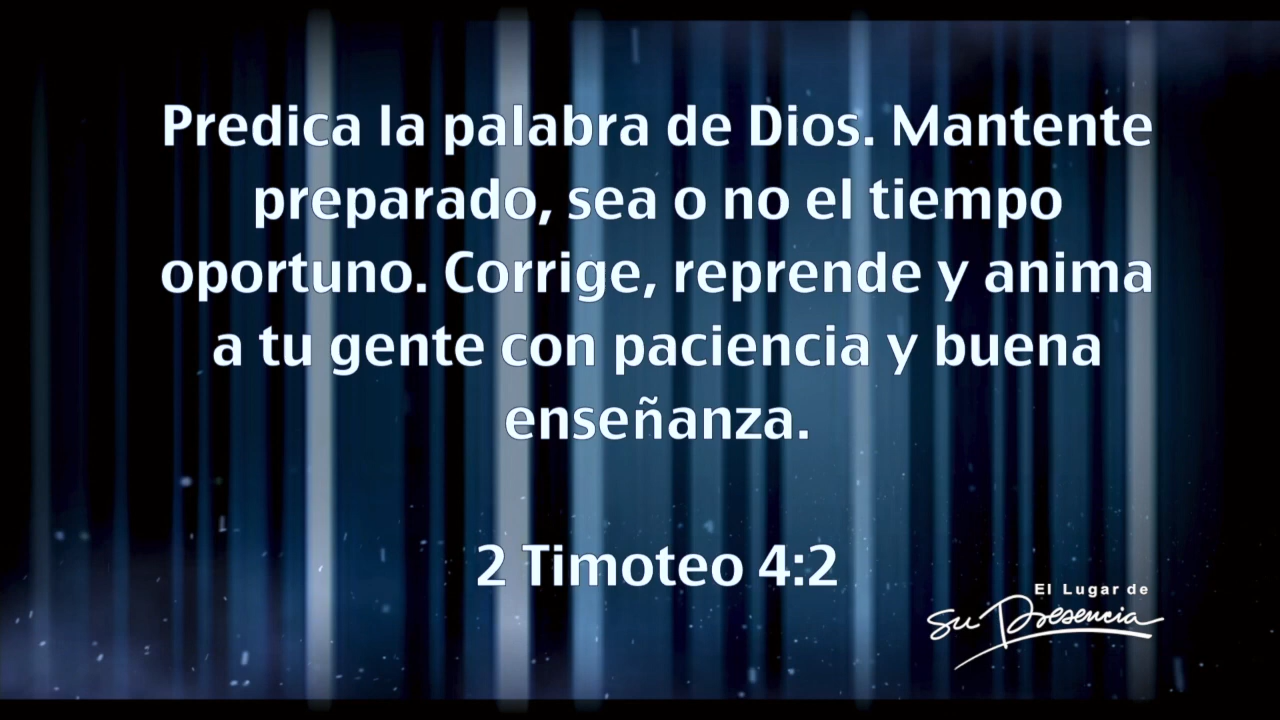 Predica la palabra de Dios. Mantente
preparado, sea o no el tiempo
oportuno. Corrige, reprende y anima
a tu gente con paciencia y buena
enseñanza.
2 Timoteo 4:2
El Lugar de
Su Presencia